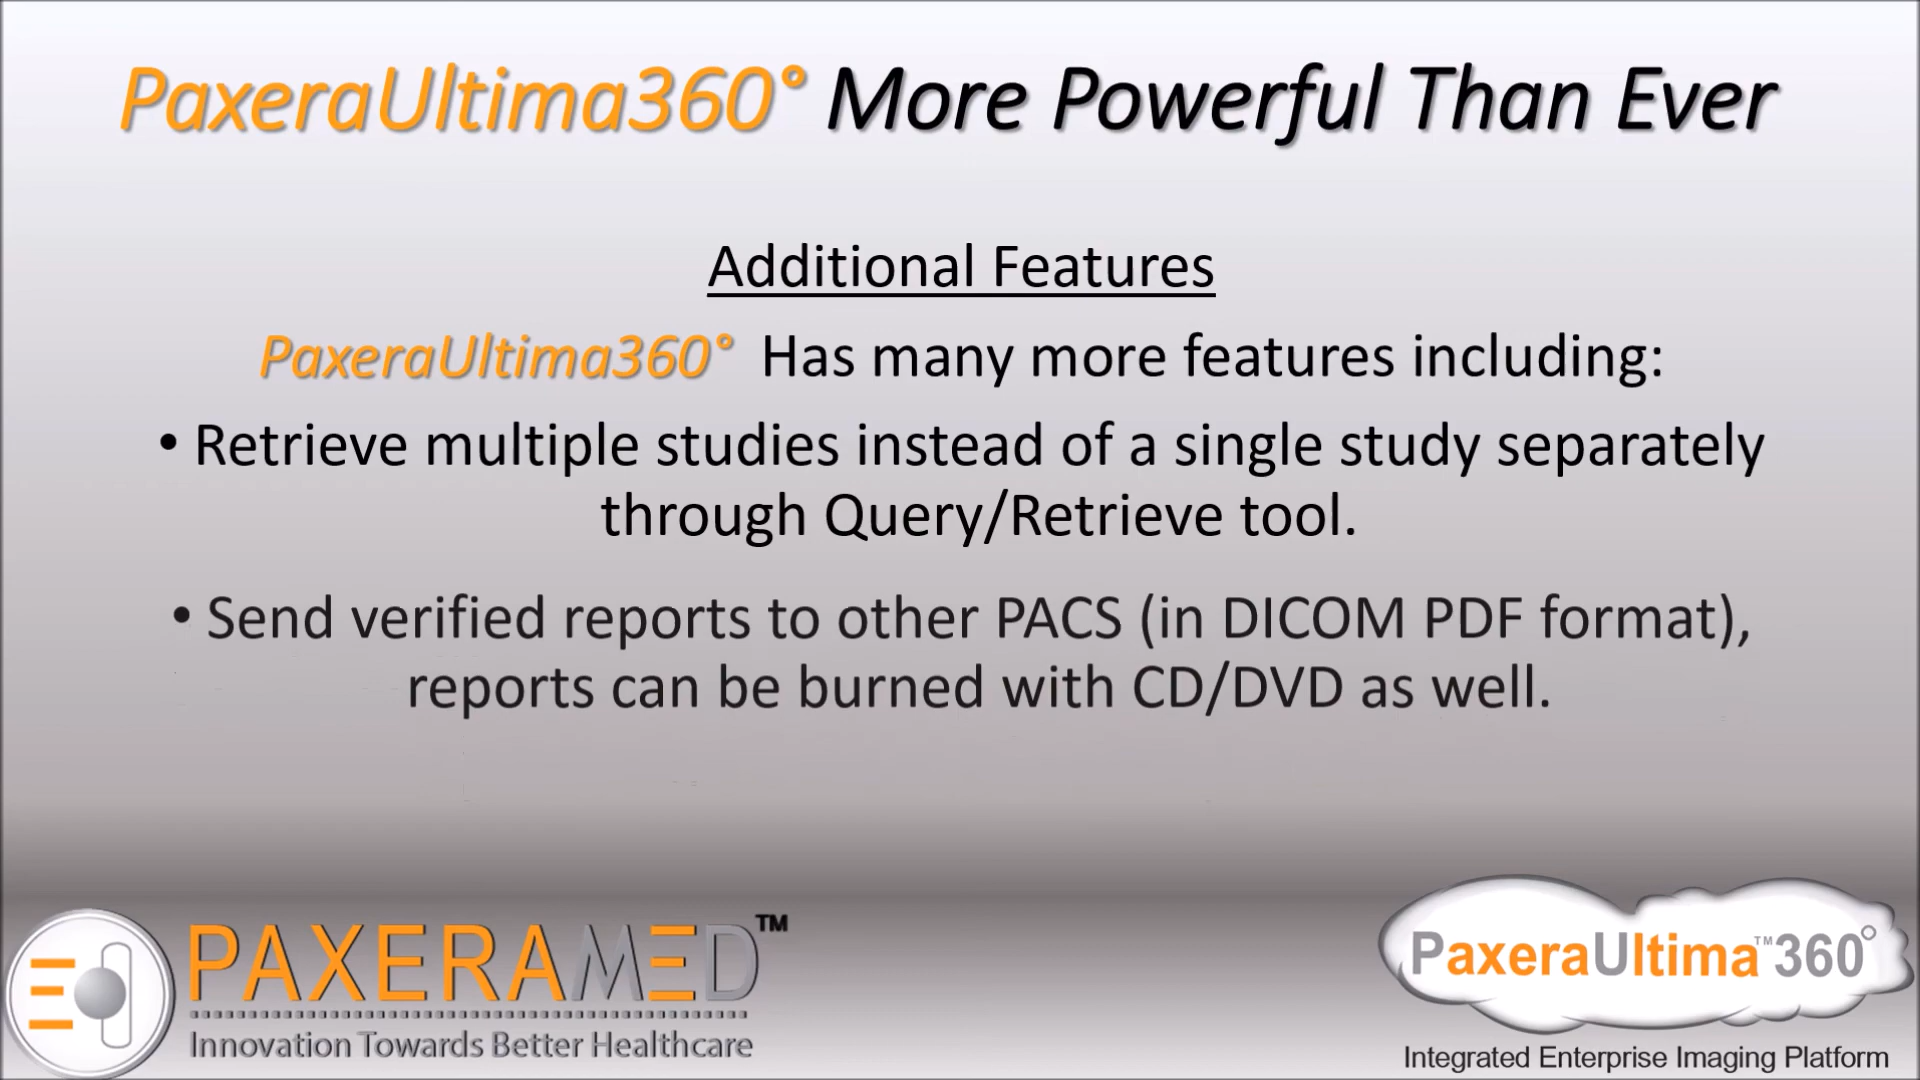 PaxeraUltima360° More Powerful Than Ever
Additional Features
PaxeraUltima360° Has many more features including:
• Retrieve multiple studies instead of a single study separately
through Query/Retrieve tool.
• Send verified reports to other PACS (in DICOM PDF format),
reports can be burned with CD/DVD as well.
PAXERAMED™
Innovation Towards Better Healthcare
PaxeraUltima™360°
Integrated Enterprise Imaging Platform